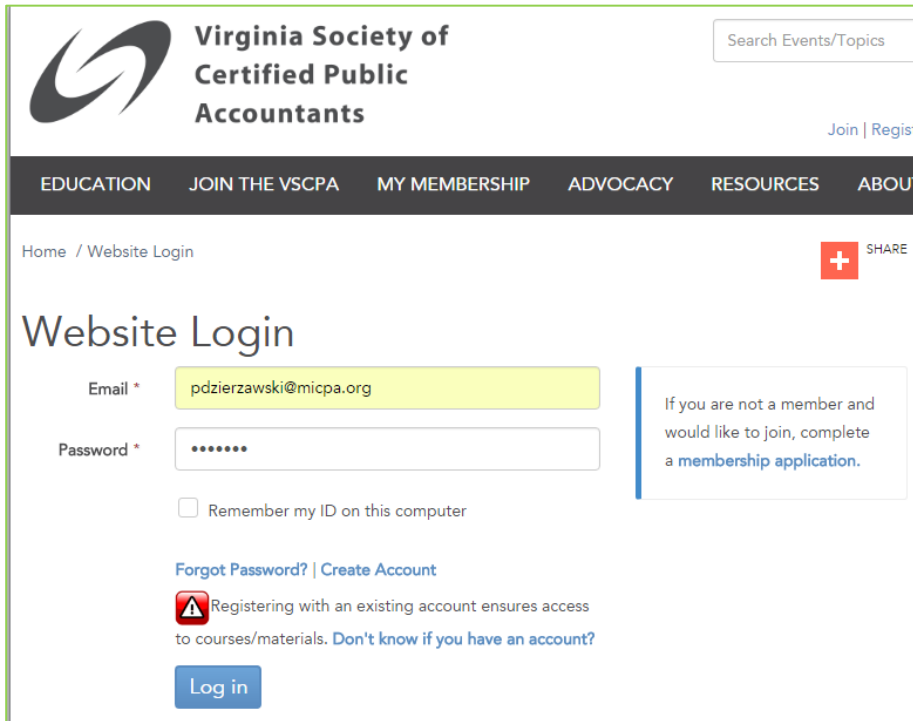 Virginia Society of
Certified Public
Accountants
Search Events/Topics
Join | Regist
EDUCATION JOIN THE VSCPA MY MEMBERSHIP ADVOCACY RESOURCES ABOUT
Home / Website Login
SHARE
Website Login
Email * pdzierzawski@micpa.org
Password * •••••••
Remember my ID on this computer
Forgot Password? | Create Account
Registering with an existing account ensures access
to courses/materials. Don't know if you have an account?
Log in
If you are not a member and
would like to join, complete
a membership application.